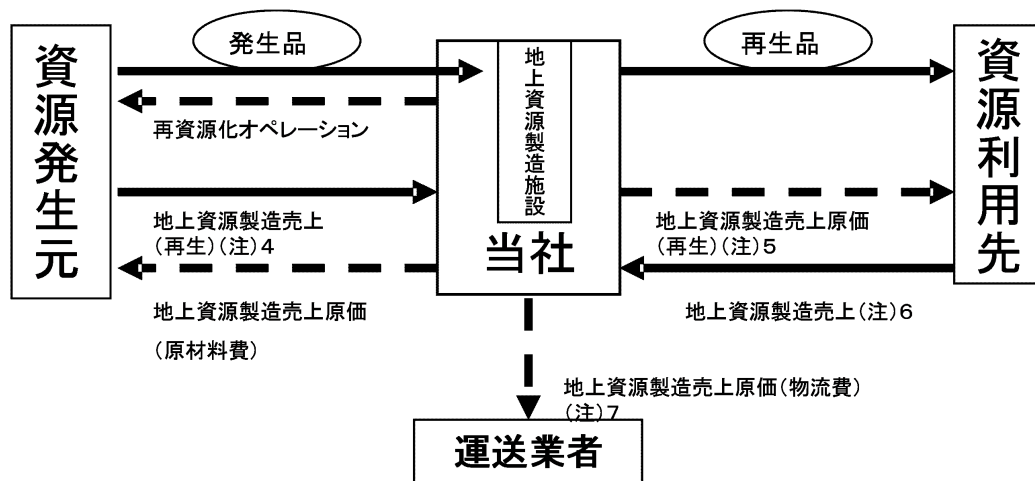 資源発生元
発生品
再資源化オペレーション
地上資源製造売上
(再生)(注)4
地上資源製造売上原価
(原材料費)
地上資源製造施設
当社
再生品
地上資源製造売上原価
(再生)(注)5
地上資源製造売上(注)6
資源利用先
地上資源製造売上原価(物流費)
(注)7
運送業者